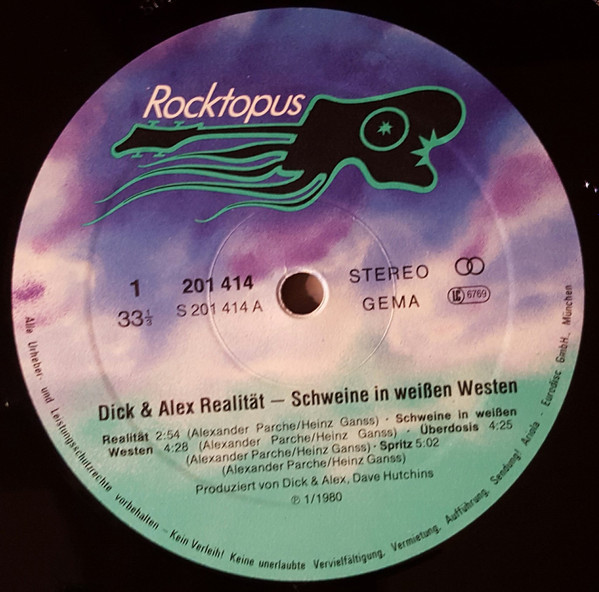 Rocktopus
1
201 414
STEREO
33⅓
S 201 414 A
GEMA
LC 6769
Dick & Alex Realität – Schweine in weißen Westen
Realität 2:54 (Alexander Parche/Heinz Ganss) · Schweine in weißen
Westen 4:28 (Alexander Parche/Heinz Ganss) · Überdosis 4:25
(Alexander Parche/Heinz Ganss) · Spritz 5:02
(Alexander Parche/Heinz Ganss)
Produziert von Dick & Alex, Dave Hutchins
℗ 1/1980
Alle Urheber- und Leistungsschutzrechte vorbehalten – Kein Verleih! Keine unerlaubte Vervielfältigung, Vermietung, Aufführung, Sendung! Ariola - Eurodisc GmbH., München